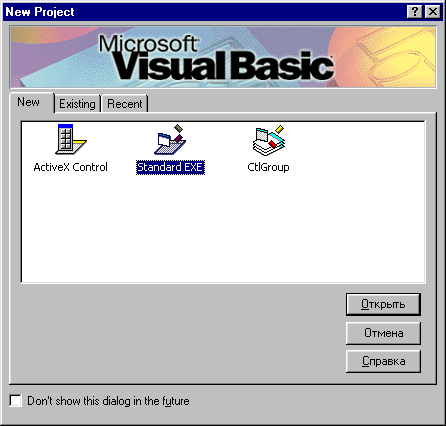 New Project
Microsoft
Visual Basic
New Existing Recent
ActiveX Control Standard EXE CtlGroup
Открыть
Отмена
Справка
Don't show this dialog in the future